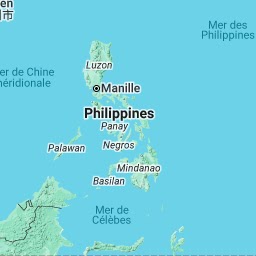 en
门市
Mer des
Philippines
Luzon
er de Chine
éridionale
Manille
Philippines
Panay
Palawan
Negros
Mindanao
Basilan
Mer de
Célèbes